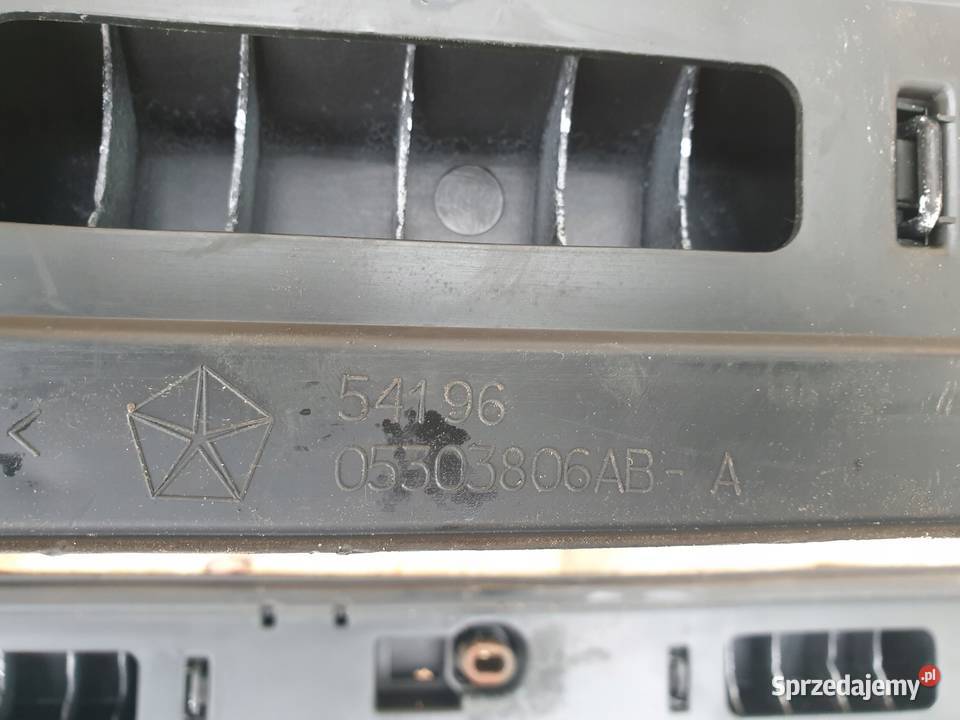 <
54196
05303806AB- A
Sprzedajemy.pl